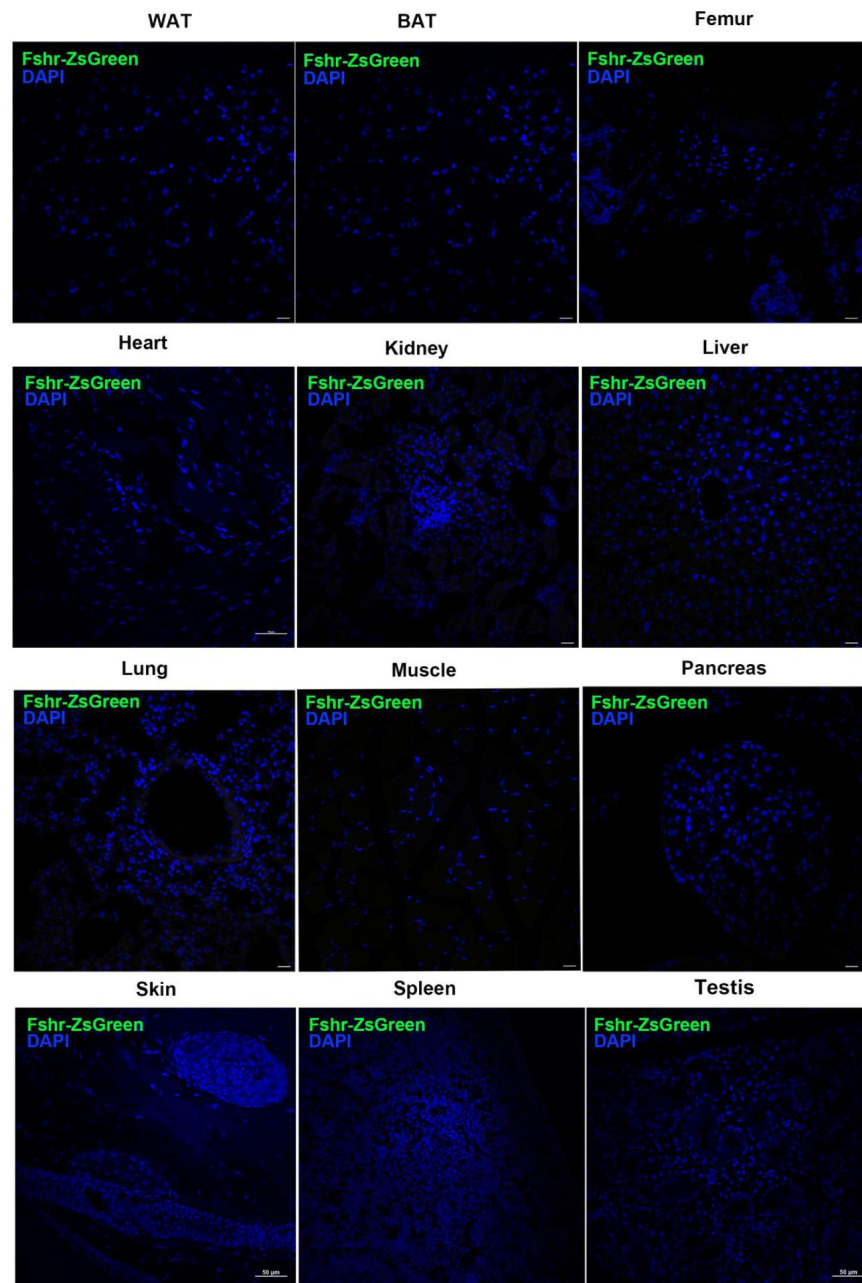 WAT
BAT
Femur
Fshr-ZsGreen
DAPI
Fshr-ZsGreen
DAPI
Fshr-ZsGreen
DAPI
Heart
Kidney
Liver
Fshr-ZsGreen
DAPI
Fshr-ZsGreen
DAPI
Fshr-ZsGreen
DAPI
Lung
Muscle
Pancreas
Fshr-ZsGreen
DAPI
Fshr-ZsGreen
DAPI
Fshr-ZsGreen
DAPI
Skin
Spleen
Testis
Fshr-ZsGreen
DAPI
Fshr-ZsGreen
DAPI
Fshr-ZsGreen
DAPI
50 µm
50 µm